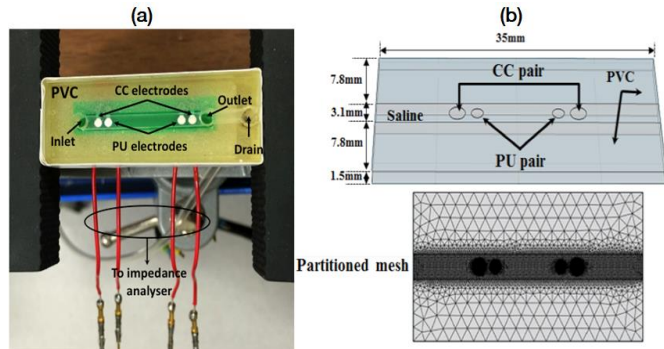 (a)
PVC
CC electrodes
Outlet
Inlet
PU electrodes
Drain
To impedance
analyser
(b)
35mm
7.8mm
CC pair
PVC
3.1mm
Saline
7.8mm
PU pair
1.5mm
Partitioned mesh